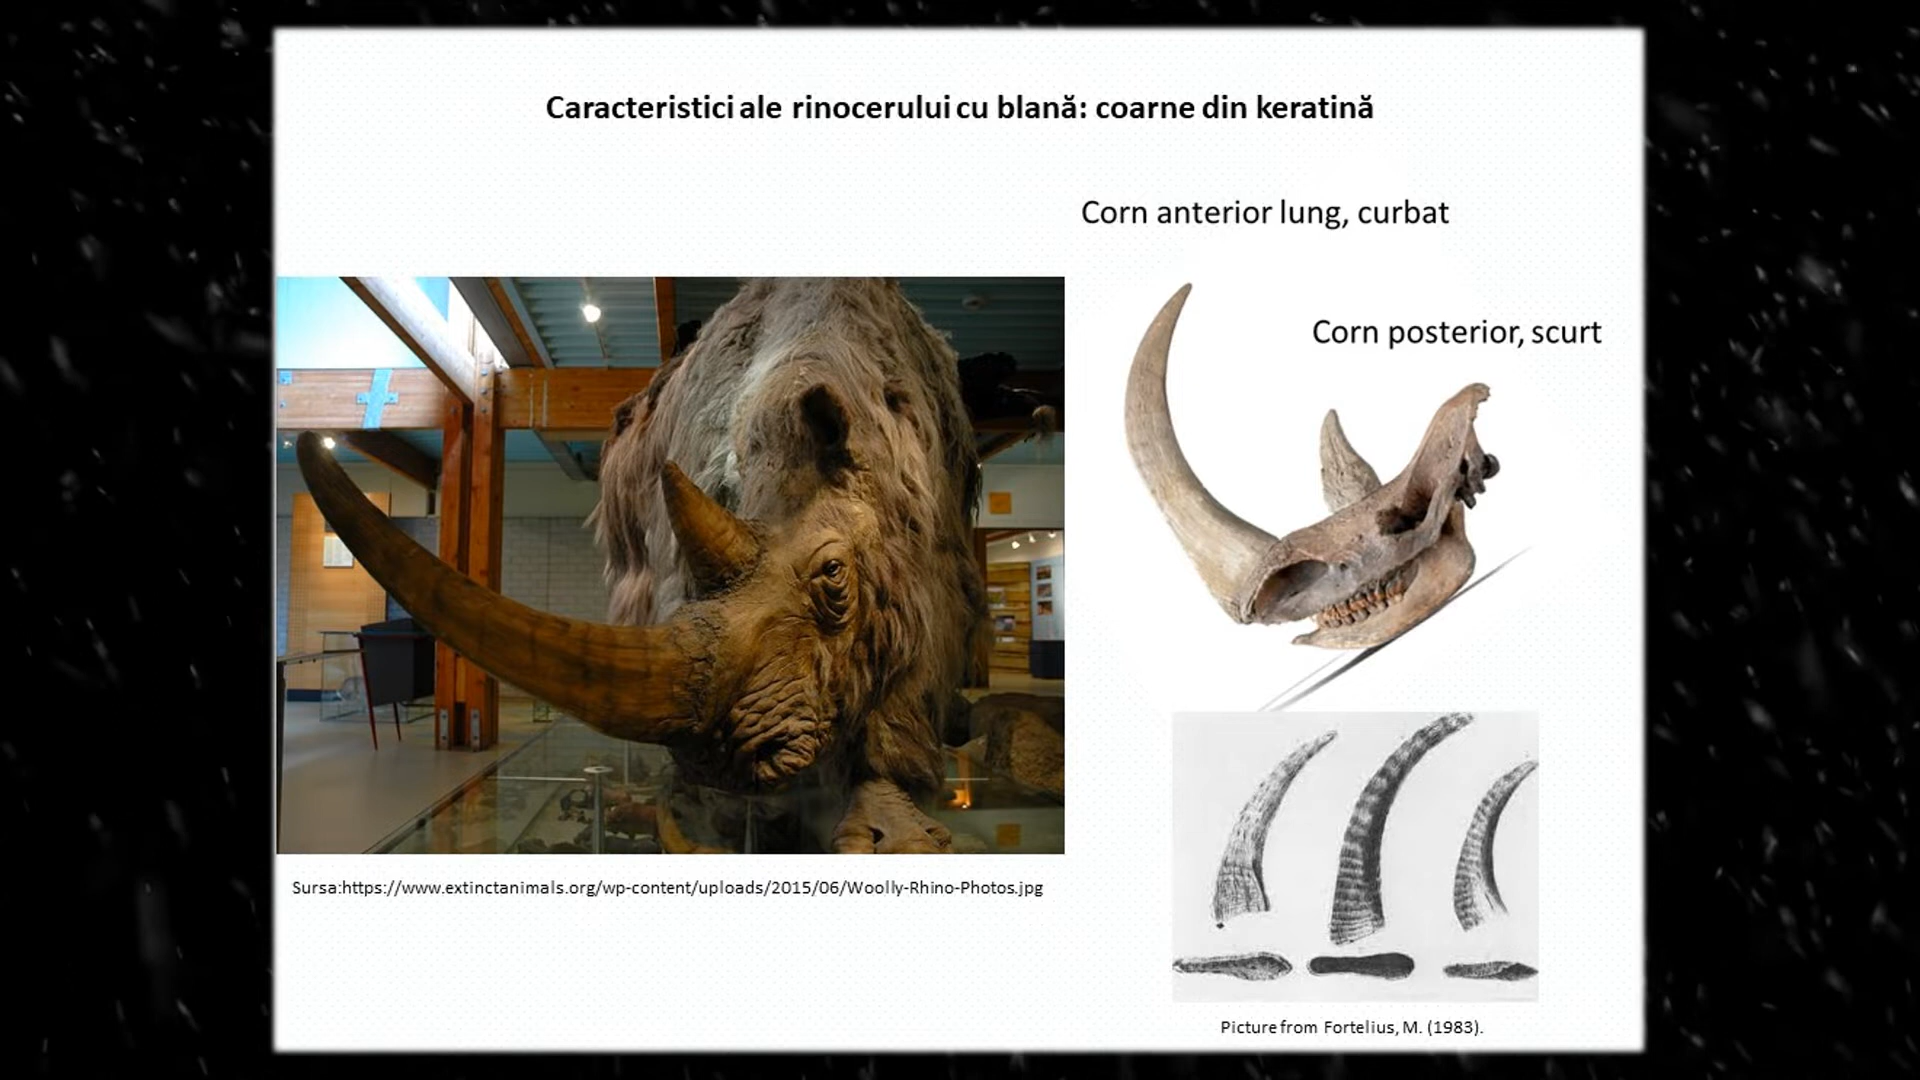 Caracteristici ale rinocerului cu blană: coarne din keratină
Corn anterior lung, curbat
Corn posterior, scurt
Sursa:https://www.extinctanimals.org/wp-content/uploads/2015/06/Woolly-Rhino-Photos.jpg
Picture from Fortelius, M. (1983).